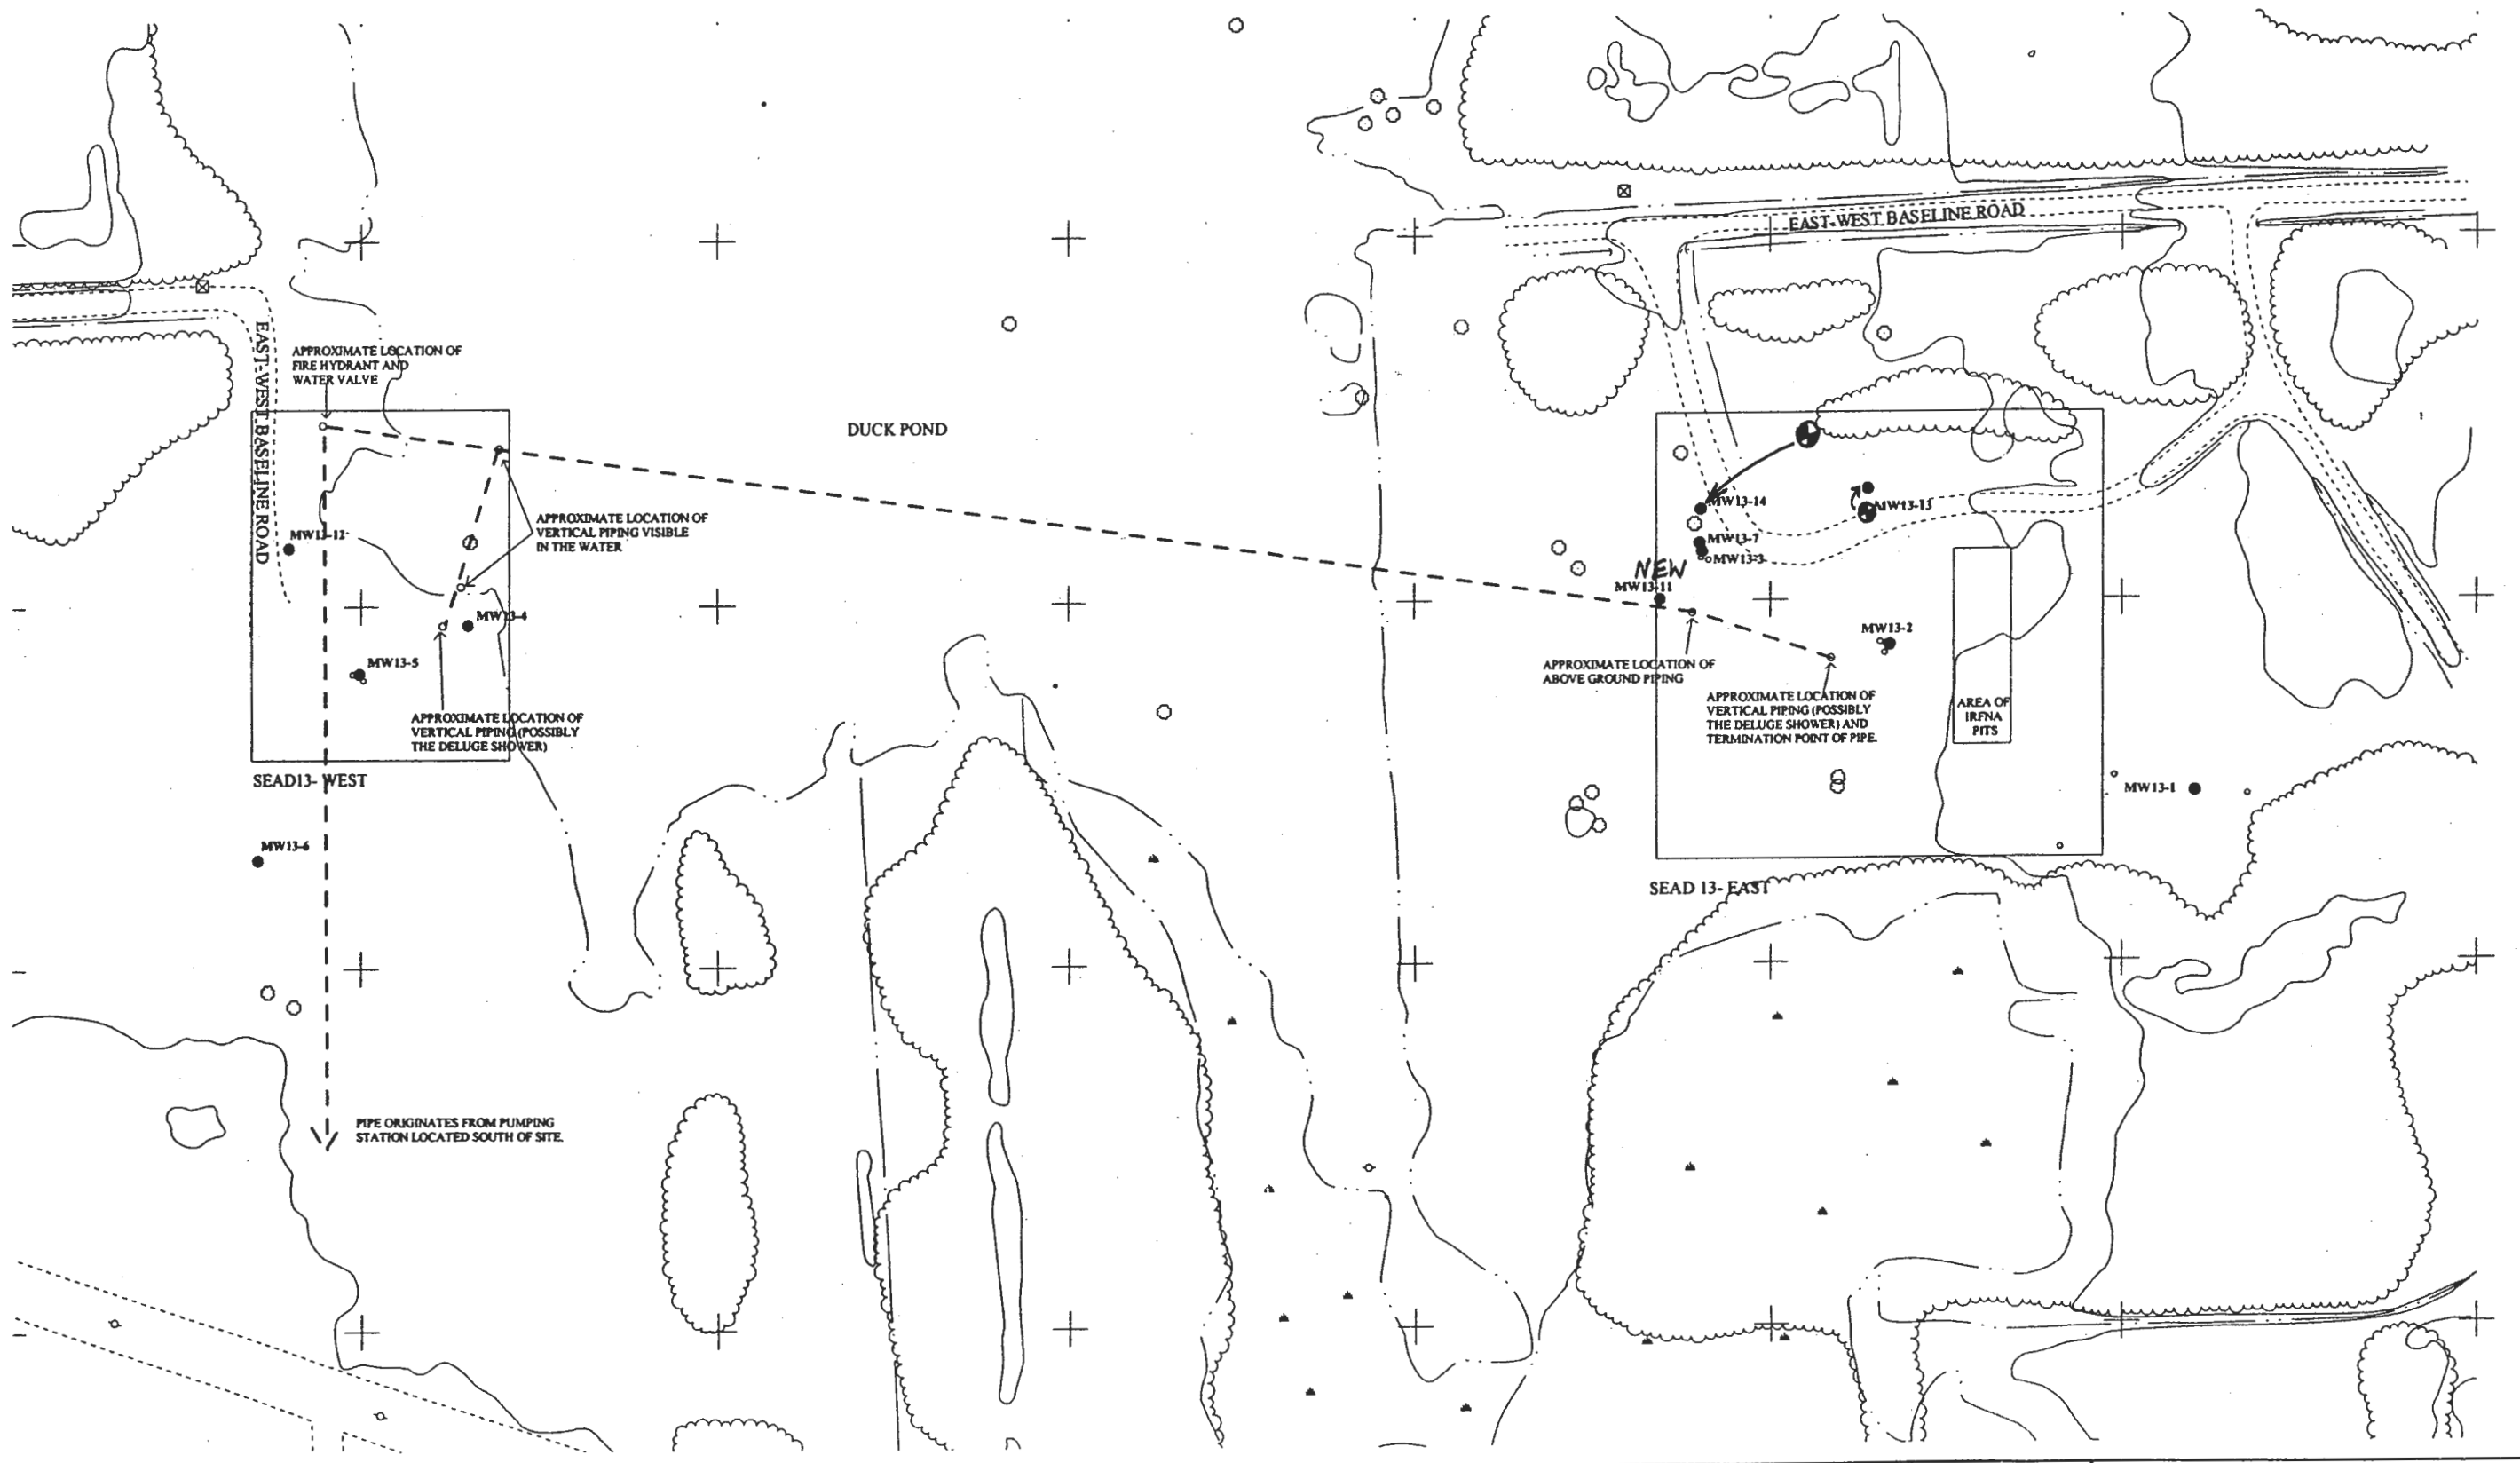 EAST-WEST BASELINE ROAD
EAST-WEST BASELINE ROAD
APPROXIMATE LOCATION OF
FIRE HYDRANT AND
WATER VALVE
DUCK POND
APPROXIMATE LOCATION OF
VERTICAL PIPING VISIBLE
IN THE WATER
MW13-12
MW13-4
MW13-5
APPROXIMATE LOCATION OF
VERTICAL PIPING (POSSIBLY
THE DELUGE SHOWER)
SEAD13- WEST
MW13-6
PIPE ORIGINATES FROM PUMPING
STATION LOCATED SOUTH OF SITE.
MW13-14
MW13-13
MW13-7
MW13-3
NEW
MW13-11
MW13-2
APPROXIMATE LOCATION OF
ABOVE GROUND PIPING
APPROXIMATE LOCATION OF
VERTICAL PIPING (POSSIBLY
THE DELUGE SHOWER) AND
TERMINATION POINT OF PIPE.
AREA OF
IRFNA
PITS
MW13-1
SEAD 13- EAST